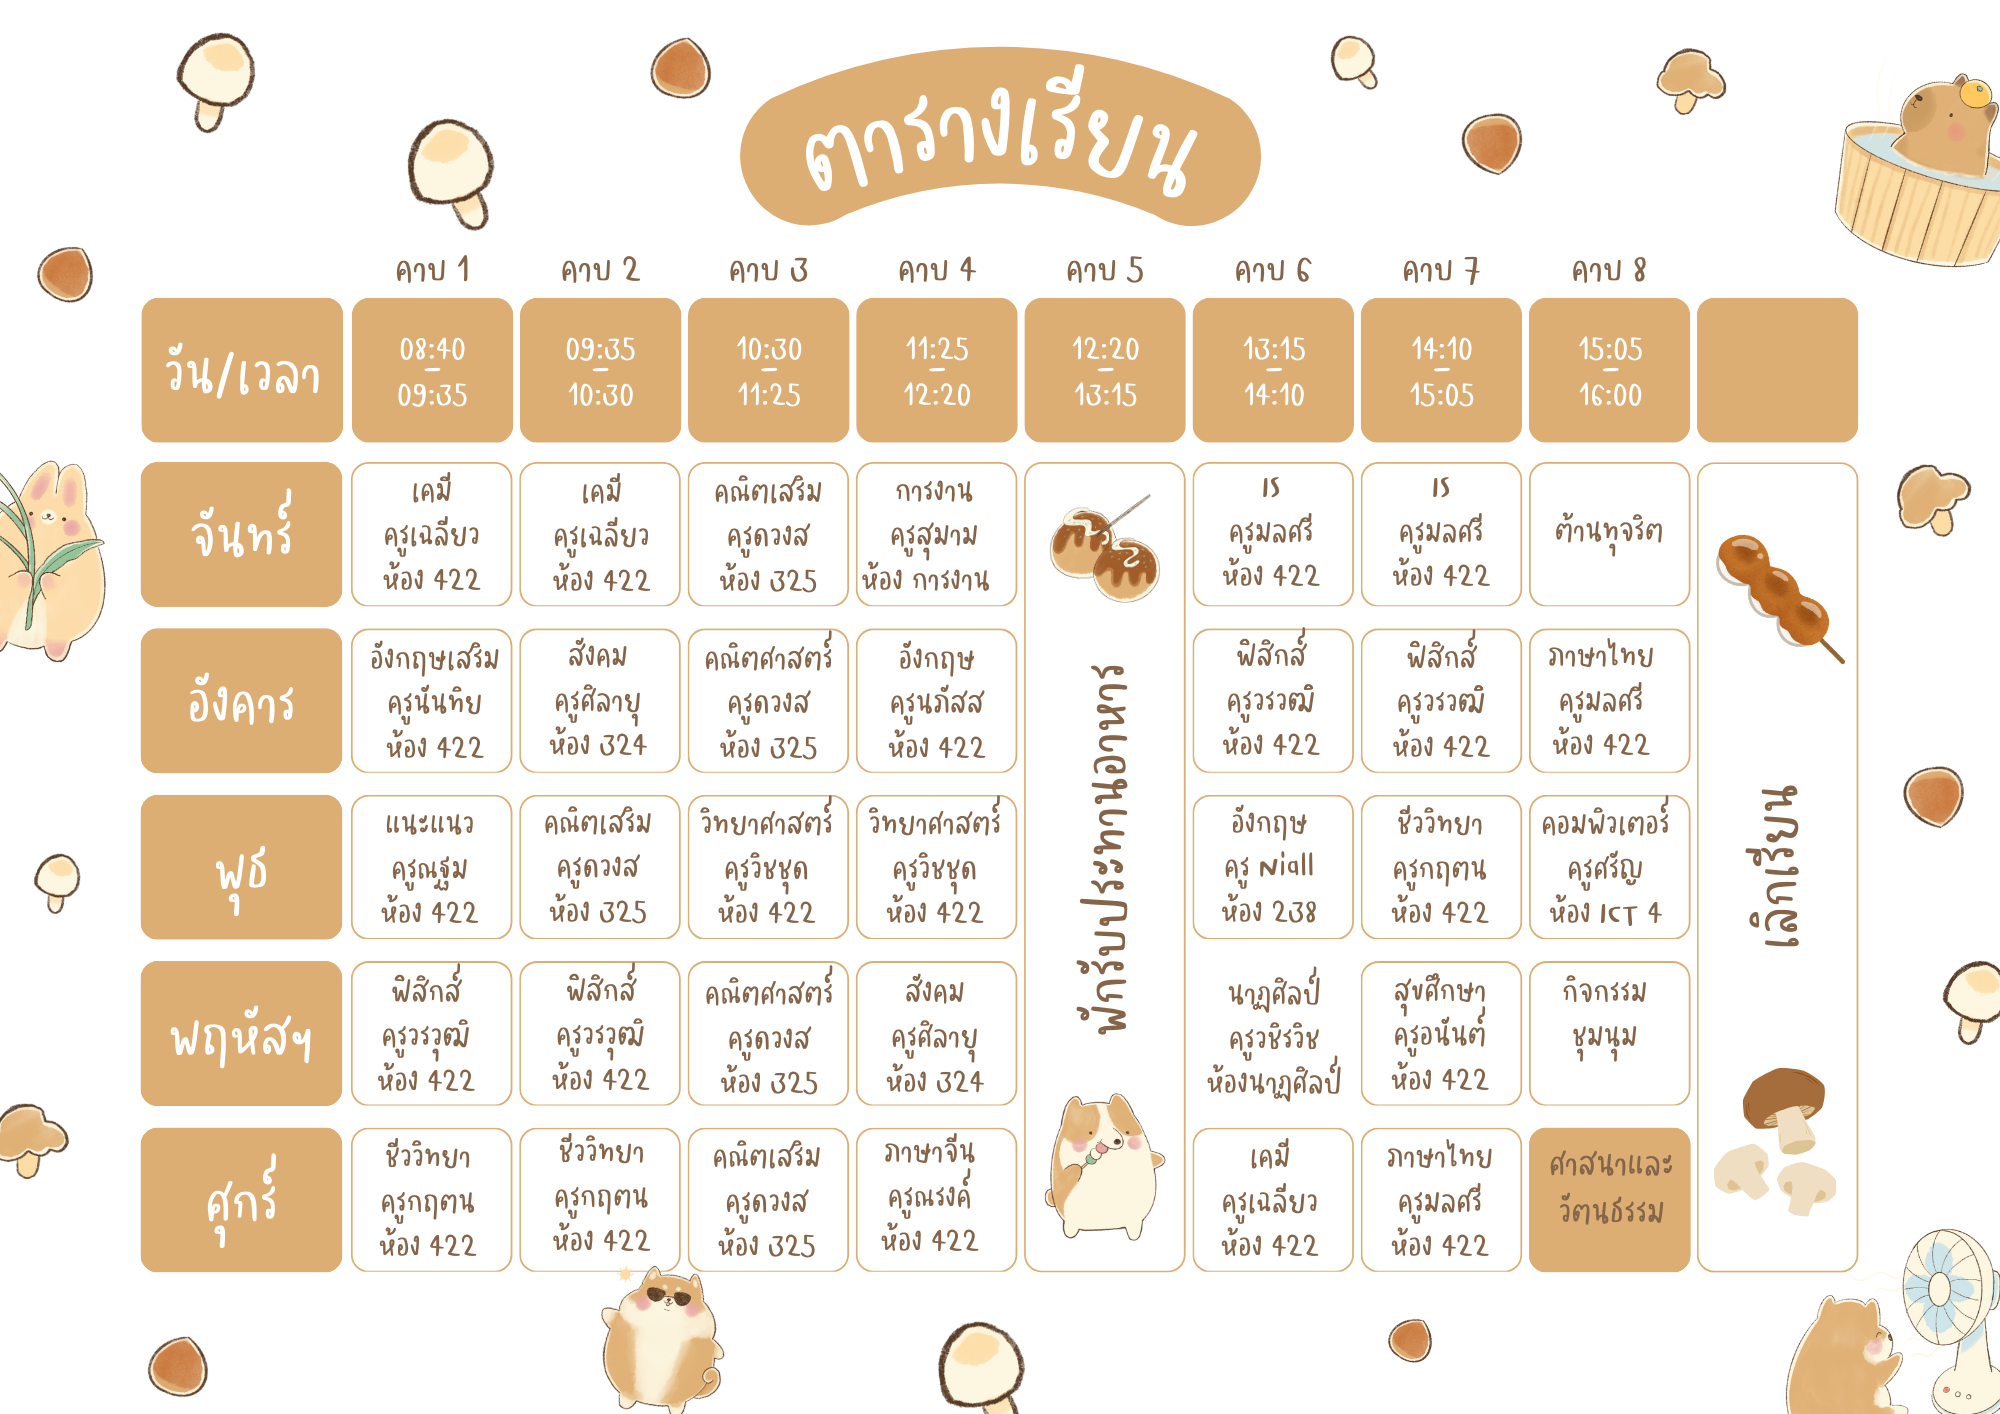 ตารางเรียน
คาบ 1 คาบ 2 คาบ 3 คาบ 4 คาบ 5 คาบ 6 คาบ 7 คาบ 8
วัน/เวลา
08:40 - 09:35
09:35 - 10:30
10:30 - 11:25
11:25 - 12:20
12:20 - 13:15
13:15 - 14:10
14:10 - 15:05
15:05 - 16:00
จันทร์
เคมี
ครูเฉลียว
ห้อง 422
เคมี
ครูเฉลียว
ห้อง 422
คณิตเสริม
ครูดวงส
ห้อง 325
การงาน
ครูสุมาม
ห้อง การงาน
พักรับประทานอาหาร
IS
ครูมลศรี
ห้อง 422
IS
ครูมลศรี
ห้อง 422
ต้านทุจริต
เลิกเรียน
อังคาร
อังกฤษเสริม
ครูนันทิย
ห้อง 422
สังคม
ครูศิลายุ
ห้อง 324
คณิตศาสตร์
ครูดวงส
ห้อง 325
อังกฤษ
ครูนภัสส
ห้อง 422
ฟิสิกส์
ครูวรวุฒิ
ห้อง 422
ฟิสิกส์
ครูวรวุฒิ
ห้อง 422
ภาษาไทย
ครูมลศรี
ห้อง 422
พุธ
แนะแนว
ครูณฐม
ห้อง 422
คณิตเสริม
ครูดวงส
ห้อง 325
วิทยาศาสตร์
ครูวิชชุด
ห้อง 422
วิทยาศาสตร์
ครูวิชชุด
ห้อง 422
อังกฤษ
ครู Niall
ห้อง 238
ชีววิทยา
ครูกฤตน
ห้อง 422
คอมพิวเตอร์
ครูศรัญ
ห้อง ICT 4
พฤหัสฯ
ฟิสิกส์
ครูวรวุฒิ
ห้อง 422
ฟิสิกส์
ครูวรวุฒิ
ห้อง 422
คณิตศาสตร์
ครูดวงส
ห้อง 325
สังคม
ครูศิลายุ
ห้อง 324
นาฏศิลป์
ครูวชิรวิช
ห้องนาฏศิลป์
สุขศึกษา
ครูอนันต์
ห้อง 422
กิจกรรม
ชุมนุม
ศุกร์
ชีววิทยา
ครูกฤตน
ห้อง 422
ชีววิทยา
ครูกฤตน
ห้อง 422
คณิตเสริม
ครูดวงส
ห้อง 325
ภาษาจีน
ครูณรงค์
ห้อง 422
เคมี
ครูเฉลียว
ห้อง 422
ภาษาไทย
ครูมลศรี
ห้อง 422
ศาสนาและ
วัตนธรรม